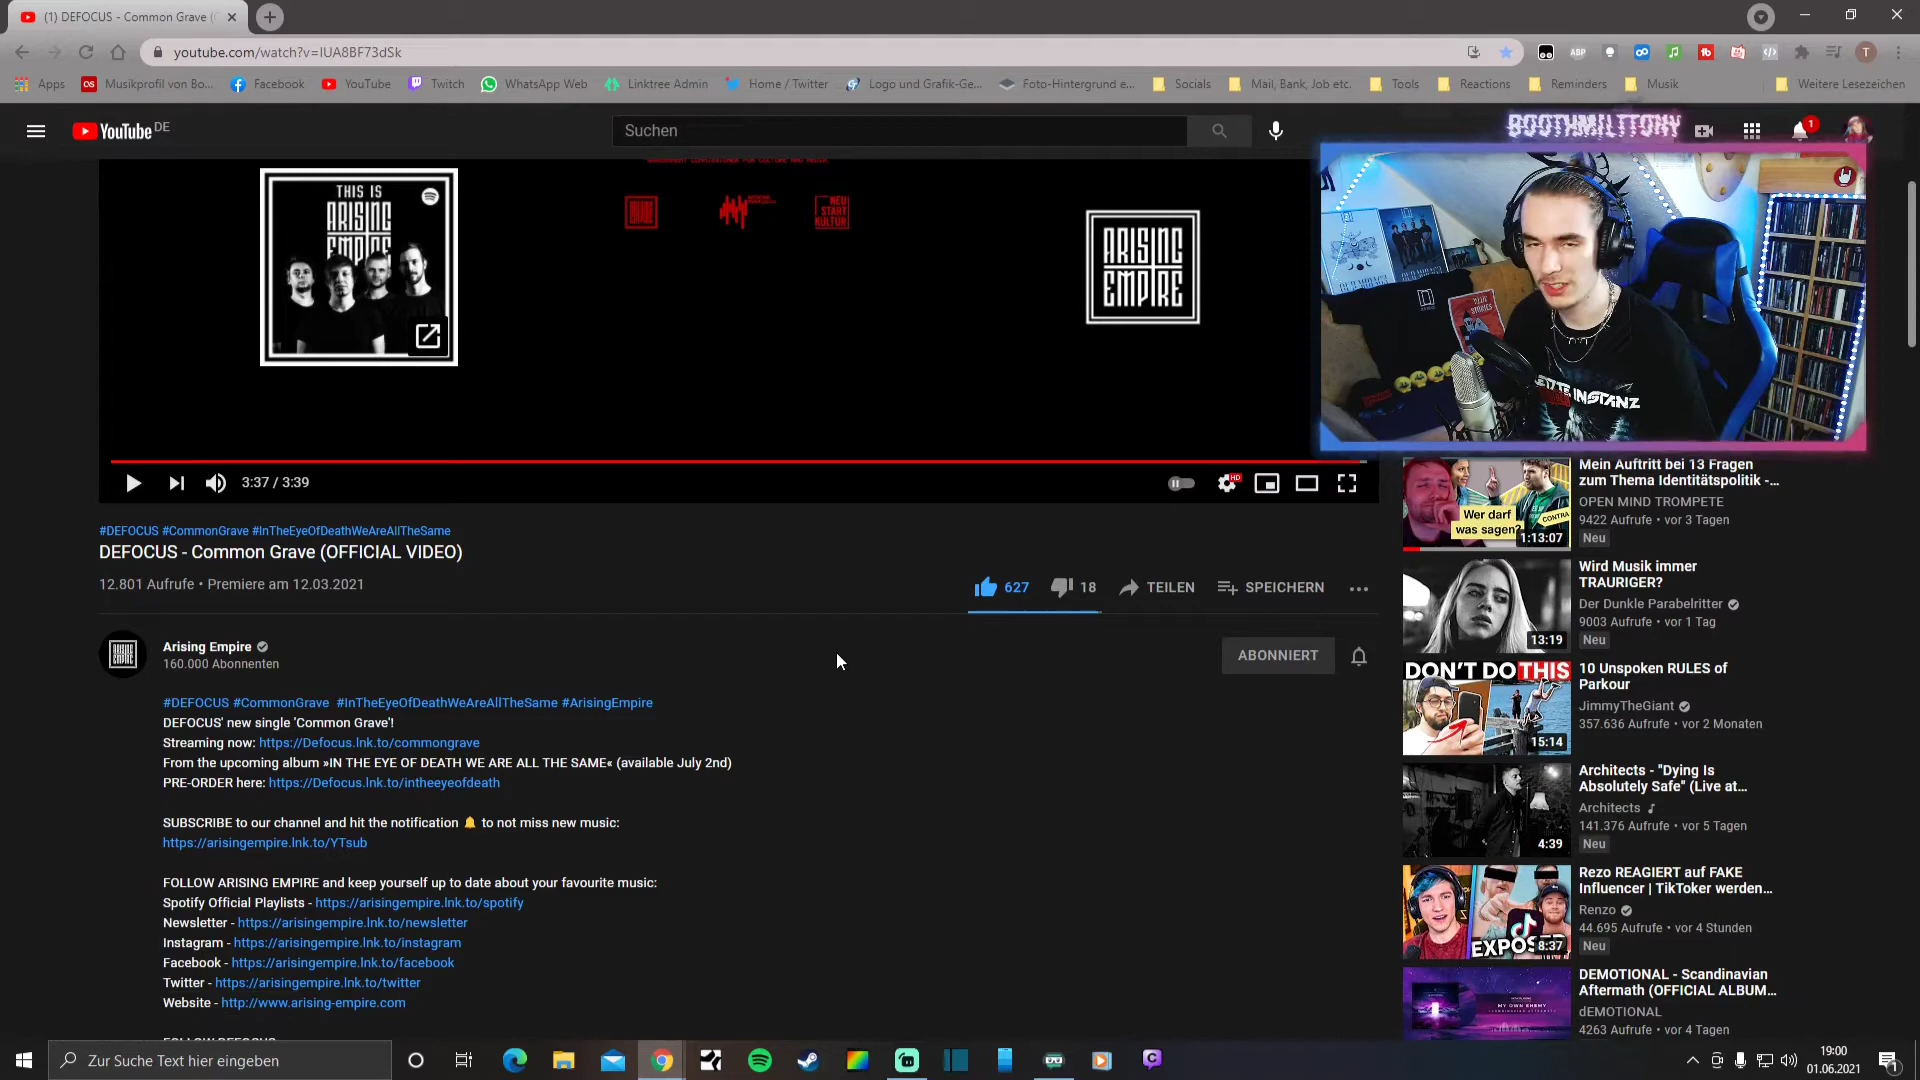 (1) DEFOCUS - Common Grave (
youtube.com/watch?v=IUA8BF73dSk
ABP
T
Apps
Musikprofil von Bo...
Facebook
YouTube
Twitch
WhatsApp Web
Linktree Admin
Home / Twitter
Logo und Grafik-Ge...
Foto-Hintergrund e...
Socials
Mail, Bank, Job etc.
Tools
Reactions
Reminders
Musik
Weitere Lesezeichen
YouTube DE
Suchen
BOOTHMILTTONY
1
THIS IS
ARISING
EMPIRE
NEU
START
KULTUR
ARISING
EMPIRE
LETZTE INSTANZ
3:37 / 3:39
HD
#DEFOCUS #CommonGrave #InTheEyeOfDeathWeAreAllTheSame
DEFOCUS - Common Grave (OFFICIAL VIDEO)
12.801 Aufrufe • Premiere am 12.03.2021
627
18
TEILEN
SPEICHERN
Arising Empire
160.000 Abonnenten
ABONNIERT
#DEFOCUS #CommonGrave #InTheEyeOfDeathWeAreAllTheSame #ArisingEmpire
DEFOCUS' new single 'Common Grave'!
Streaming now: https://Defocus.lnk.to/commongrave
From the upcoming album »IN THE EYE OF DEATH WE ARE ALL THE SAME« (available July 2nd)
PRE-ORDER here: https://Defocus.lnk.to/intheeyeofdeath
SUBSCRIBE to our channel and hit the notification 🔔 to not miss new music:
https://arisingempire.lnk.to/YTsub
FOLLOW ARISING EMPIRE and keep yourself up to date about your favourite music:
Spotify Official Playlists - https://arisingempire.lnk.to/spotify
Newsletter - https://arisingempire.lnk.to/newsletter
Instagram - https://arisingempire.lnk.to/instagram
Facebook - https://arisingempire.lnk.to/facebook
Twitter - https://arisingempire.lnk.to/twitter
Website - http://www.arising-empire.com
Wer darf
was sagen?
CONTRA
1:13:07
Mein Auftritt bei 13 Fragen
zum Thema Identitätspolitik -...
OPEN MIND TROMPETE
9422 Aufrufe • vor 3 Tagen
Neu
13:19
Wird Musik immer
TRAURIGER?
Der Dunkle Parabelritter
9003 Aufrufe • vor 1 Tag
Neu
DON'T DO THIS
15:14
10 Unspoken RULES of
Parkour
JimmyTheGiant
357.636 Aufrufe • vor 2 Monaten
4:39
Architects - "Dying Is
Absolutely Safe" (Live at...
Architects
141.376 Aufrufe • vor 5 Tagen
Neu
EXPOSED
8:37
Rezo REAGIERT auf FAKE
Influencer | TikToker werden...
Renzo
44.695 Aufrufe • vor 4 Stunden
Neu
MY OWN ENEMY
DEMOTIONAL - Scandinavian
Aftermath (OFFICIAL ALBUM...
dEMOTIONAL
4263 Aufrufe • vor 4 Tagen
Zur Suche Text hier eingeben
19:00
01.06.2021
1